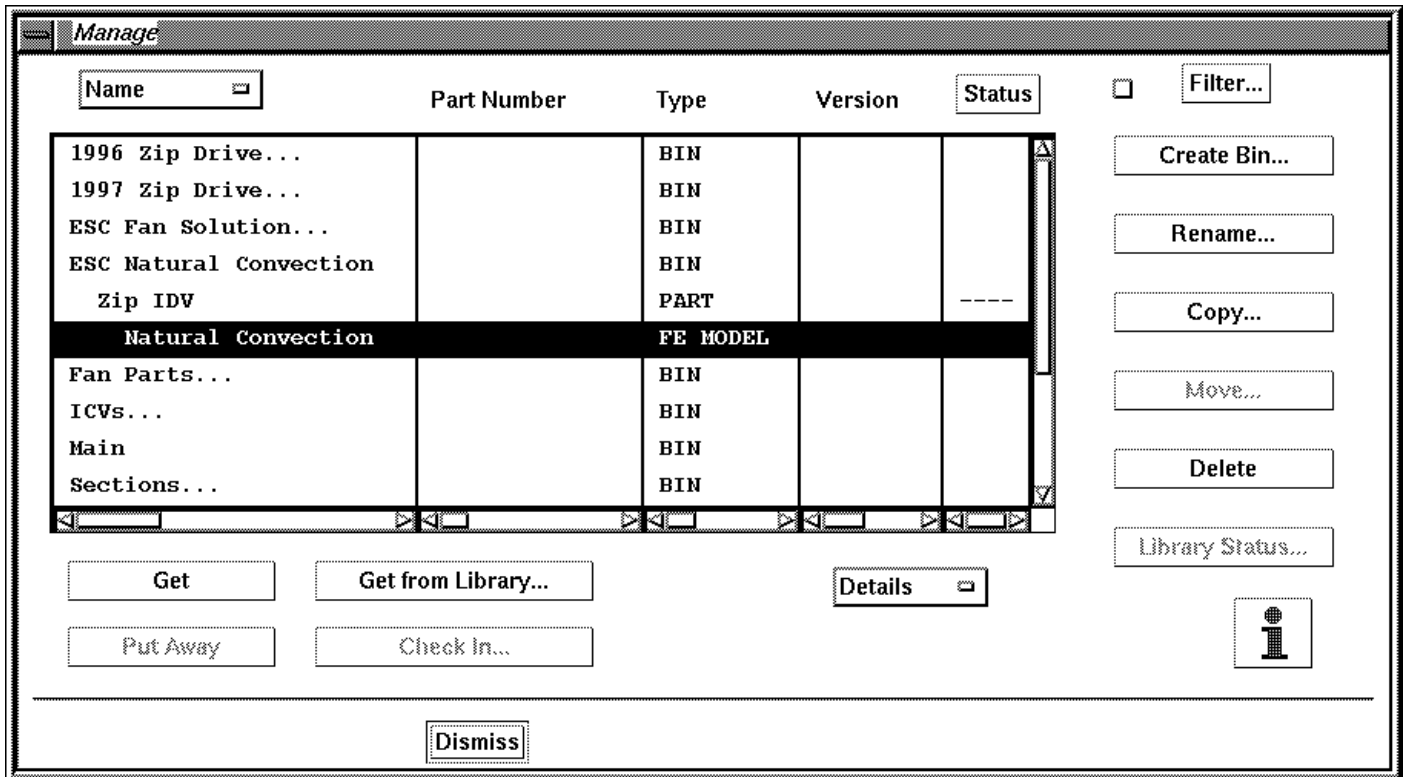 Manage
Name Part Number Type Version Status Filter...
1996 Zip Drive... BIN Create Bin...
1997 Zip Drive... BIN
ESC Fan Solution... BIN Rename...
ESC Natural Convection BIN
Zip IDV PART ---- Copy...
Natural Convection FE MODEL
Fan Parts... BIN Move...
ICVs... BIN
Main BIN Delete
Sections... BIN
Library Status...
Get Get from Library... Details
Put Away Check In...
Dismiss